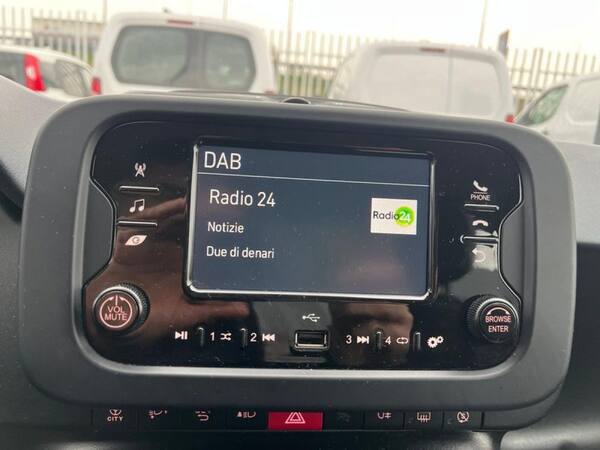 DAB
Radio 24
Radio24
Notizie
Due di denari
PHONE
VOL
MUTE
BROWSE
ENTER
1 2 3 4
CITY